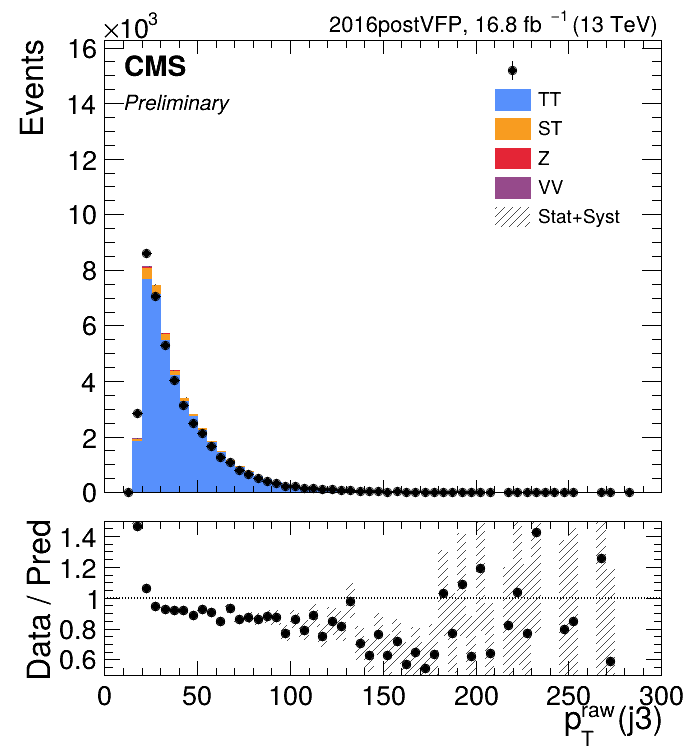 ×10³
2016postVFP, 16.8 fb⁻¹ (13 TeV)
Events
CMS
Preliminary
TT
ST
Z
VV
Stat+Syst
16
14
12
10
8
6
4
2
0
Data / Pred
1.4
1.2
1
0.8
0.6
0 50 100 150 200 250 300
p_T^raw(j3)